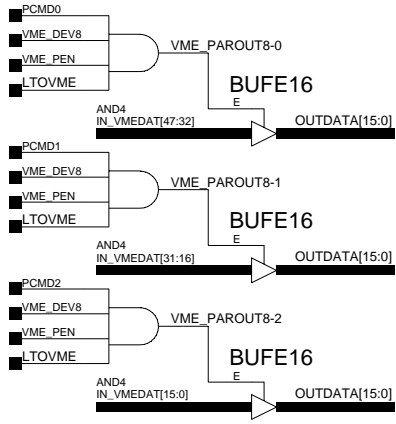 PCMD0
VME_DEV8
VME_PAROUT8-0
VME_PEN
LTOVME
BUFE16
E
AND4
IN_VMEDAT[47:32]
OUTDATA[15:0]
PCMD1
VME_DEV8
VME_PAROUT8-1
VME_PEN
LTOVME
BUFE16
E
AND4
IN_VMEDAT[31:16]
OUTDATA[15:0]
PCMD2
VME_DEV8
VME_PAROUT8-2
VME_PEN
LTOVME
BUFE16
E
AND4
IN_VMEDAT[15:0]
OUTDATA[15:0]